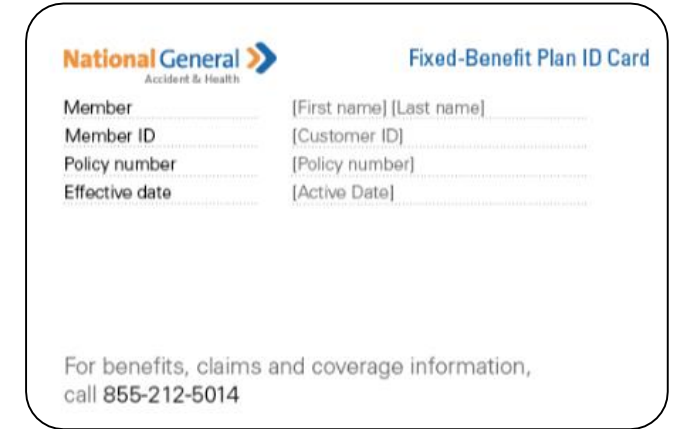 National General Fixed-Benefit Plan ID Card
Accident & Health
Member [First name] [Last name]
Member ID [Customer ID]
Policy number [Policy number]
Effective date [Active Date]
For benefits, claims and coverage information,
call 855-212-5014